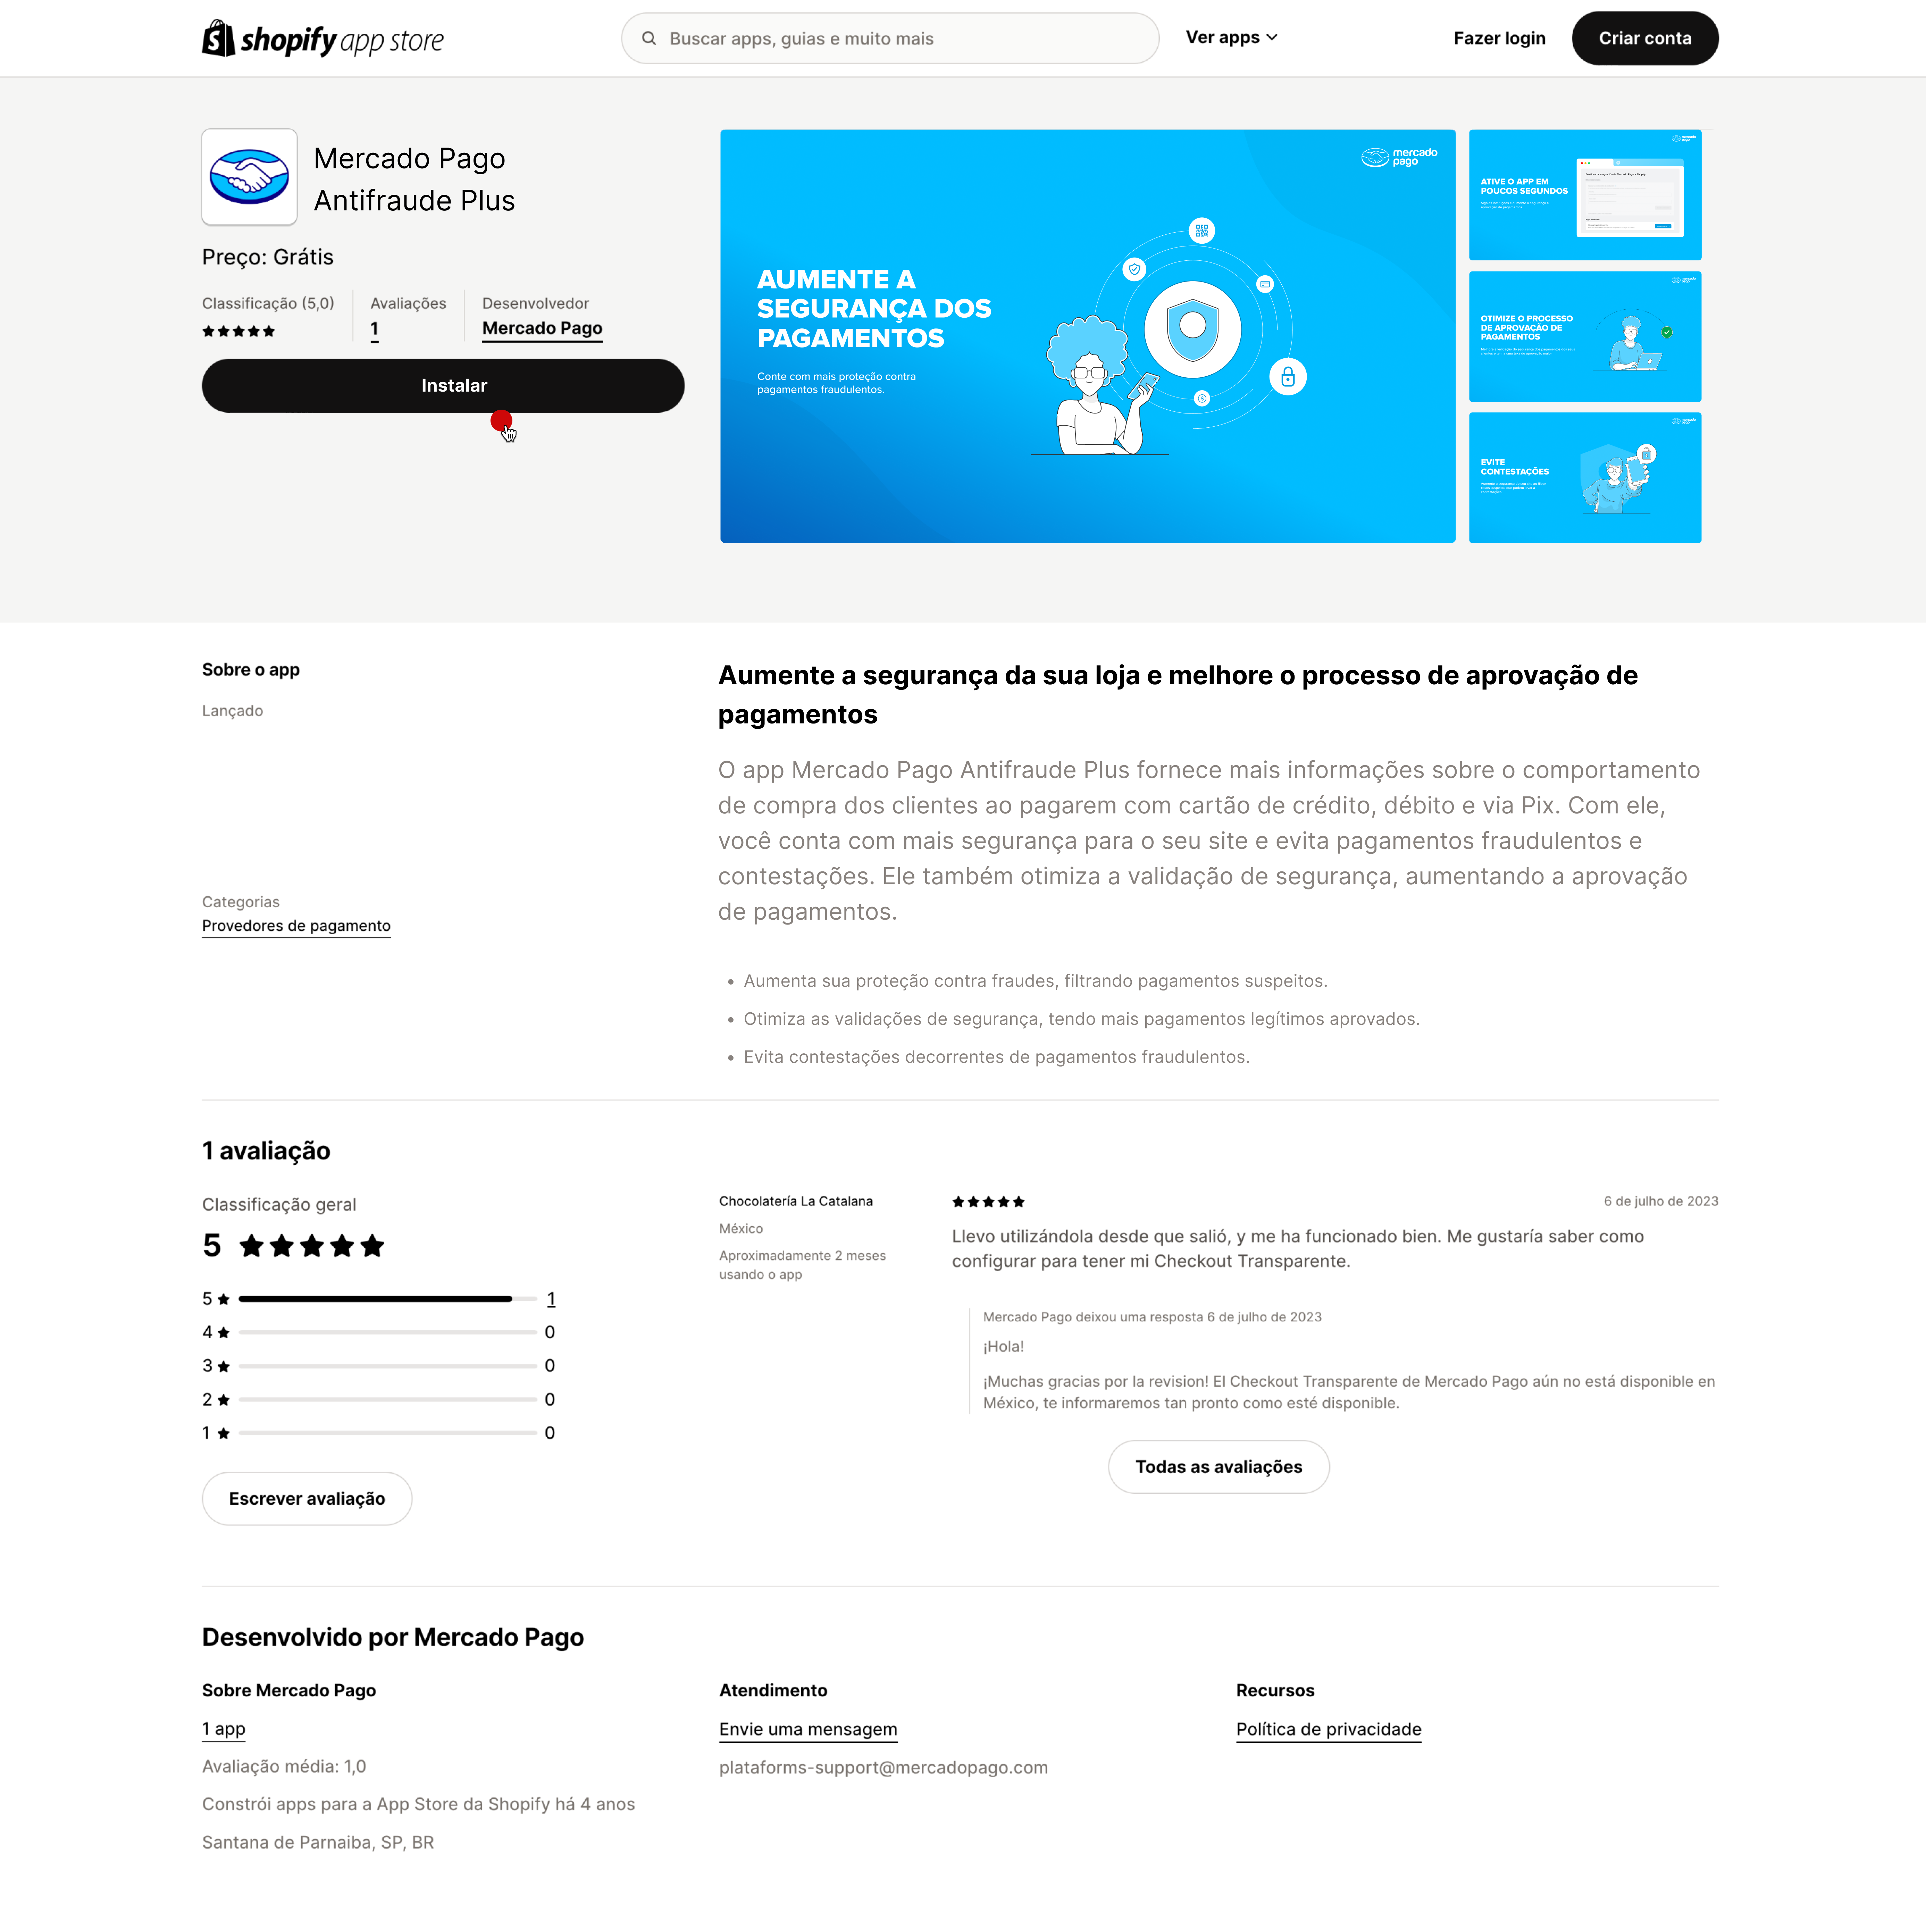 shopify app store
Buscar apps, guias e muito mais
Ver apps
Fazer login
Criar conta
Mercado Pago
Antifraude Plus
Preço: Grátis
Classificação (5,0)
Avaliações
1
Desenvolvedor
Mercado Pago
Instalar
mercado
pago
AUMENTE A
SEGURANÇA DOS
PAGAMENTOS
Conte com mais proteção contra
pagamentos fraudulentos.
ATIVE O APP EM
POUCOS SEGUNDOS
OTIMIZE O PROCESSO
DE APROVAÇÃO DE
PAGAMENTOS
EVITE
CONTESTAÇÕES
Sobre o app
Lançado
Categorias
Provedores de pagamento
Aumente a segurança da sua loja e melhore o processo de aprovação de
pagamentos
O app Mercado Pago Antifraude Plus fornece mais informações sobre o comportamento
de compra dos clientes ao pagarem com cartão de crédito, débito e via Pix. Com ele,
você conta com mais segurança para o seu site e evita pagamentos fraudulentos e
contestações. Ele também otimiza a validação de segurança, aumentando a aprovação
de pagamentos.
• Aumenta sua proteção contra fraudes, filtrando pagamentos suspeitos.
• Otimiza as validações de segurança, tendo mais pagamentos legítimos aprovados.
• Evita contestações decorrentes de pagamentos fraudulentos.
1 avaliação
Classificação geral
5
5 1
4 0
3 0
2 0
1 0
Escrever avaliação
Chocolatería La Catalana
México
Aproximadamente 2 meses
usando o app
6 de julho de 2023
Llevo utilizándola desde que salió, y me ha funcionado bien. Me gustaría saber como
configurar para tener mi Checkout Transparente.
Mercado Pago deixou uma resposta 6 de julho de 2023
¡Hola!
¡Muchas gracias por la revision! El Checkout Transparente de Mercado Pago aún no está disponible en
México, te informaremos tan pronto como esté disponible.
Todas as avaliações
Desenvolvido por Mercado Pago
Sobre Mercado Pago
1 app
Avaliação média: 1,0
Constrói apps para a App Store da Shopify há 4 anos
Santana de Parnaiba, SP, BR
Atendimento
Envie uma mensagem
plataforms-support@mercadopago.com
Recursos
Política de privacidade